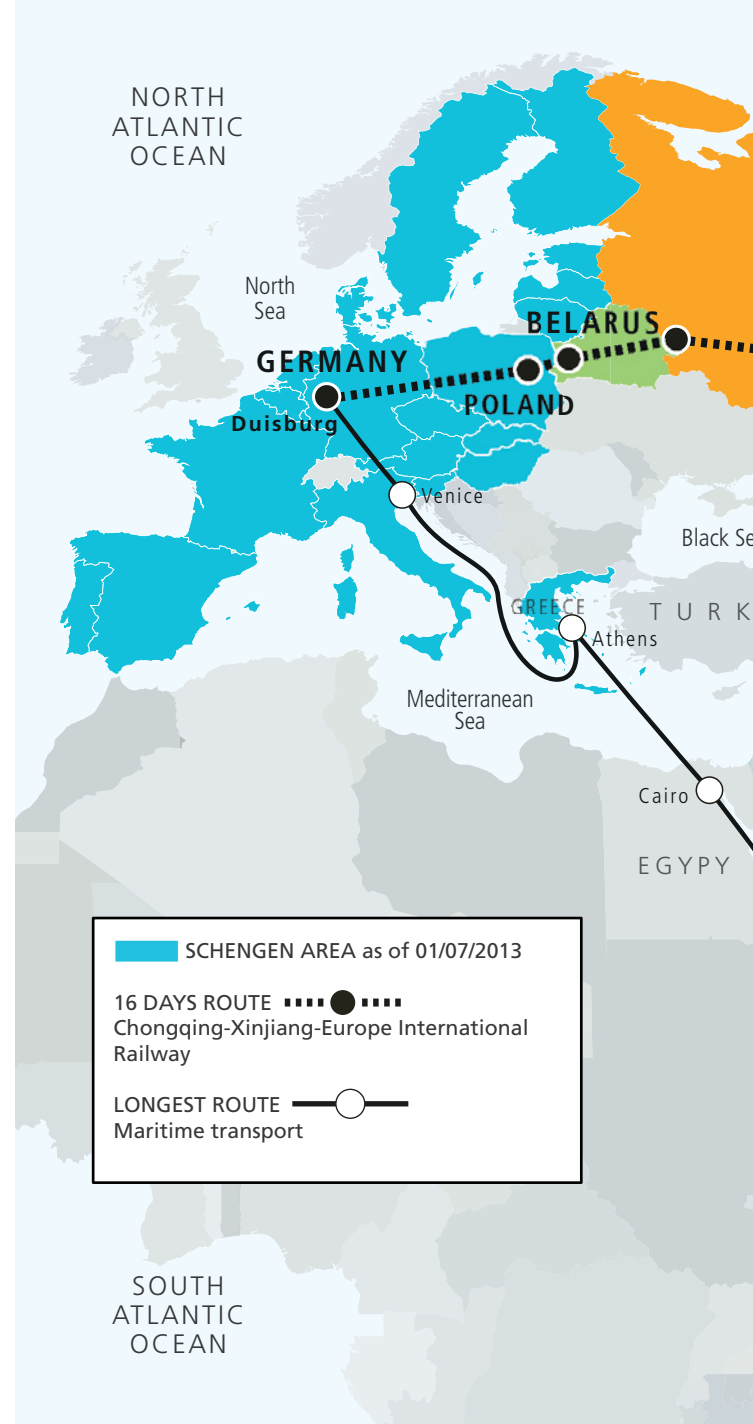 NORTH
ATLANTIC
OCEAN
North
Sea
BELARUS
GERMANY
POLAND
Duisburg
Venice
Black Se
GREECE
TURK
Athens
Mediterranean
Sea
Cairo
EGYPT
SCHENGEN AREA as of 01/07/2013
16 DAYS ROUTE
Chongqing-Xinjiang-Europe International
Railway
LONGEST ROUTE
Maritime transport
SOUTH
ATLANTIC
OCEAN